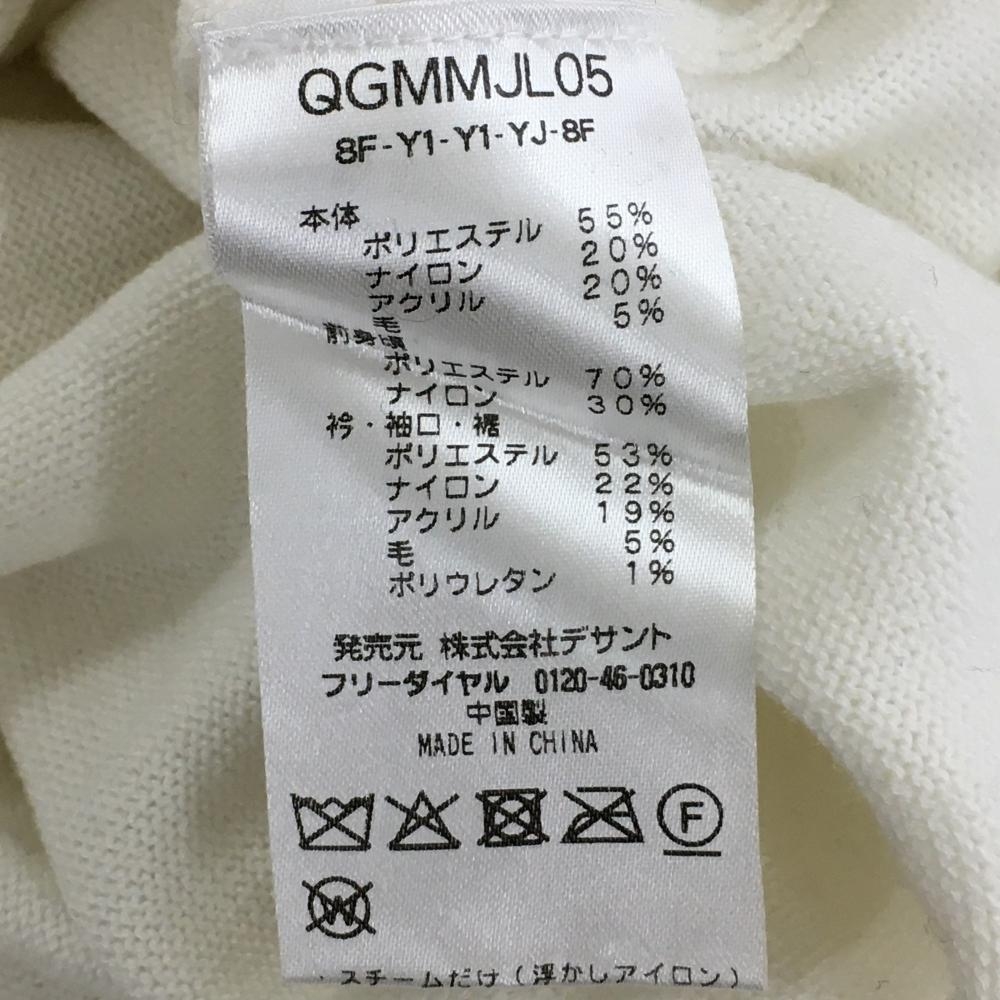 QGMMJL05
8F-Y1-Y1-YJ-8F
本体
ポリエステル 55%
ナイロン 20%
アクリル 20%
毛 5%
前身頃
ポリエステル 70%
ナイロン 30%
衿・袖口・裾
ポリエステル 53%
ナイロン 22%
アクリル 19%
毛 5%
ポリウレタン 1%
発売元 株式会社デサント
フリーダイヤル 0120-46-0310
中国製
MADE IN CHINA
F
W
・スチームだけ(浮かしアイロン)